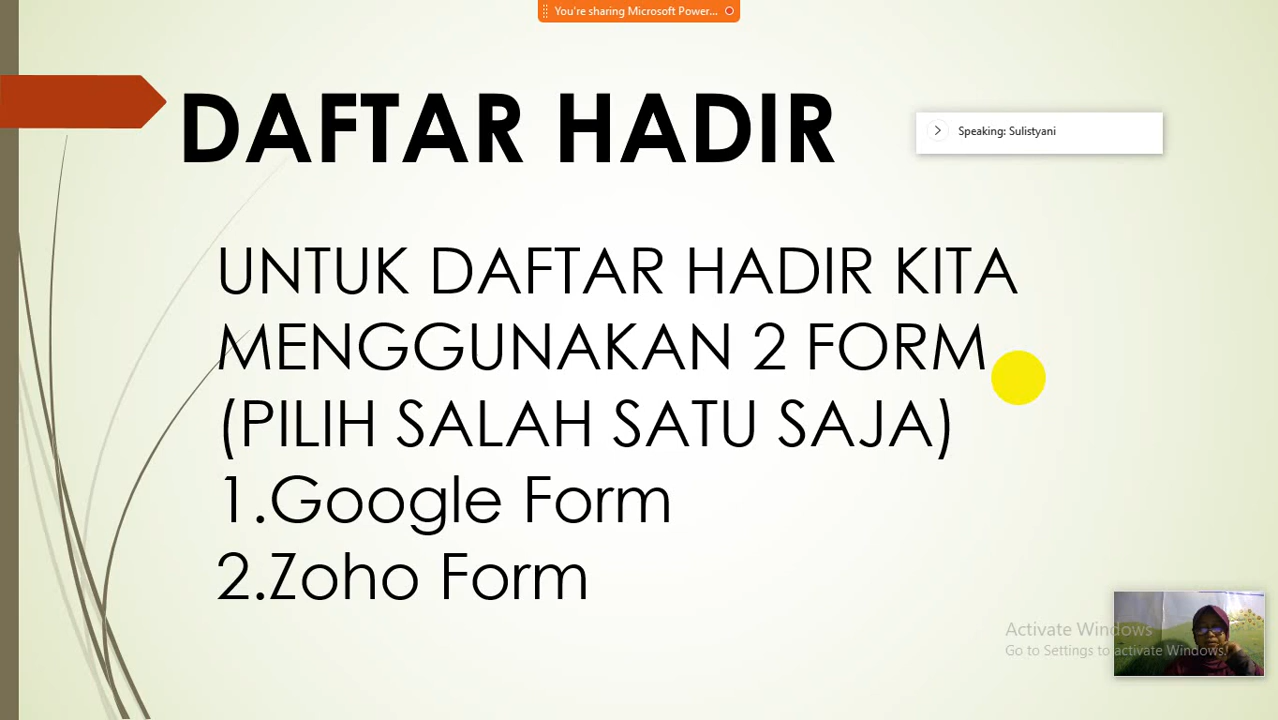 You're sharing Microsoft Power...
DAFTAR HADIR
Speaking: Sulistyani
UNTUK DAFTAR HADIR KITA
MENGGUNAKAN 2 FORM
(PILIH SALAH SATU SAJA)
1.Google Form
2.Zoho Form
Activate Windows
Go to Settings to activate Windows.